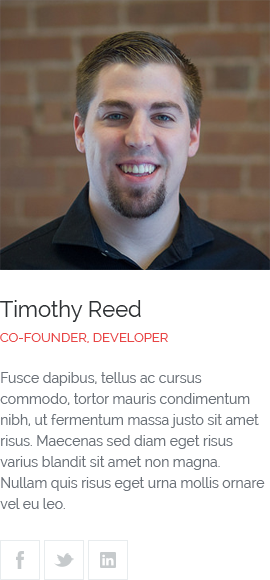 Timothy Reed
CO-FOUNDER, DEVELOPER
Fusce dapibus, tellus ac cursus
commodo, tortor mauris condimentum
nibh, ut fermentum massa justo sit amet
risus. Maecenas sed diam eget risus
varius blandit sit amet non magna.
Nullam quis risus eget urna mollis ornare
vel eu leo.